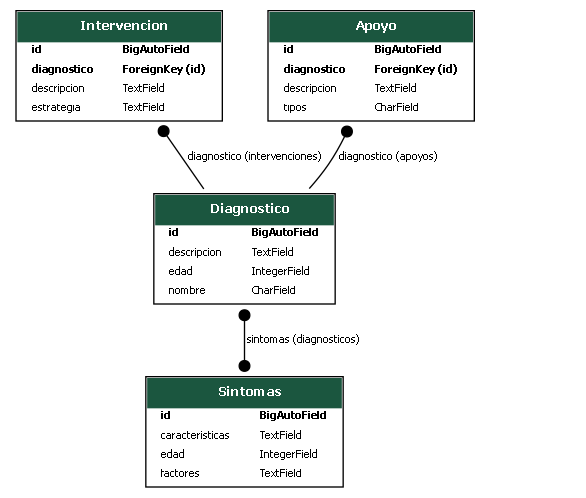 Intervencion
id BigAutoField
diagnostico ForeignKey (id)
descripcion TextField
estrategia TextField
Apoyo
id BigAutoField
diagnostico ForeignKey (id)
descripcion TextField
tipos CharField
diagnostico (intervenciones)
diagnostico (apoyos)
Diagnostico
id BigAutoField
descripcion TextField
edad IntegerField
nombre CharField
sintomas (diagnosticos)
Sintomas
id BigAutoField
caracteristicas TextField
edad IntegerField
factores TextField